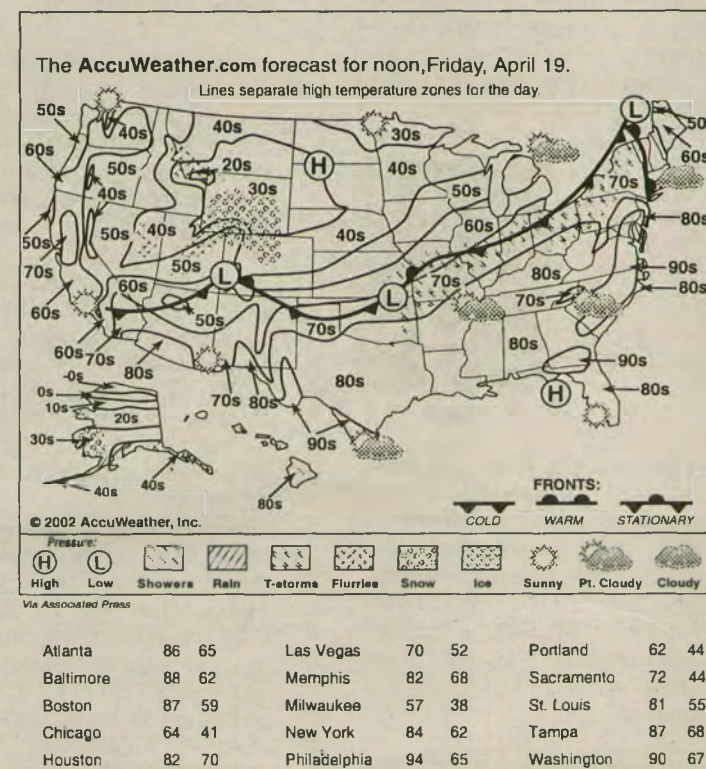 The AccuWeather.com forecast for noon, Friday, April 19.
Lines separate high temperature zones for the day.
50s
40s
40s
30s
L
50s
60s
50s
20s
H
40s
60s
40s
30s
50s
70s
80s
50s
50s
40s
40s
60s
70s
50s
L
L
70s
80s
90s
60s
60s
50s
70s
70s
80s
60s
70s
80s
80s
80s
90s
-0s
0s
10s
20s
70s
80s
H
80s
30s
90s
40s
40s
80s
FRONTS:
© 2002 AccuWeather, Inc.
COLD
WARM
STATIONARY
Pressure:
H
L
High
Low
Showers
Rain
T-storms
Flurries
Snow
Ice
Sunny
Pt. Cloudy
Cloudy
Via Associated Press
Atlanta 86 65 Las Vegas 70 52 Portland 62 44
Baltimore 88 62 Memphis 82 68 Sacramento 72 44
Boston 87 59 Milwaukee 57 38 St. Louis 81 55
Chicago 64 41 New York 84 62 Tampa 87 68
Houston 82 70 Philadelphia 94 65 Washington 90 67